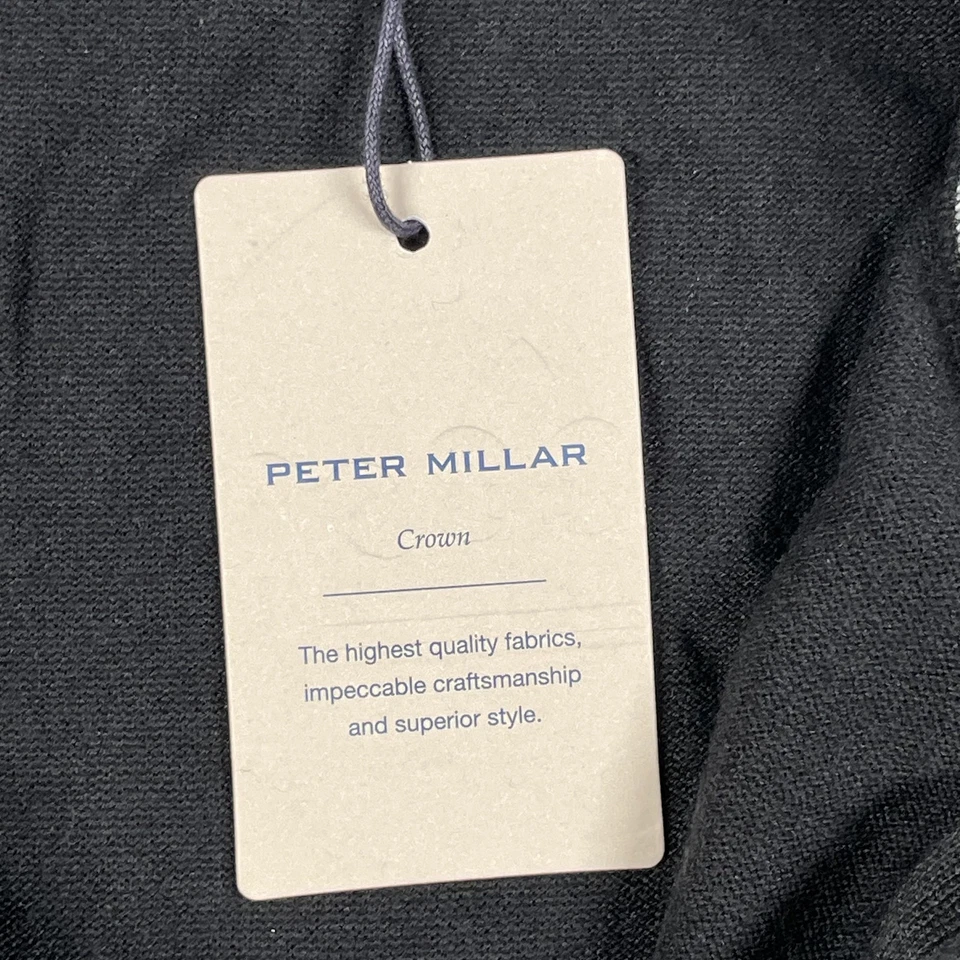 PETER MILLAR
Crown
The highest quality fabrics,
impeccable craftsmanship
and superior style.